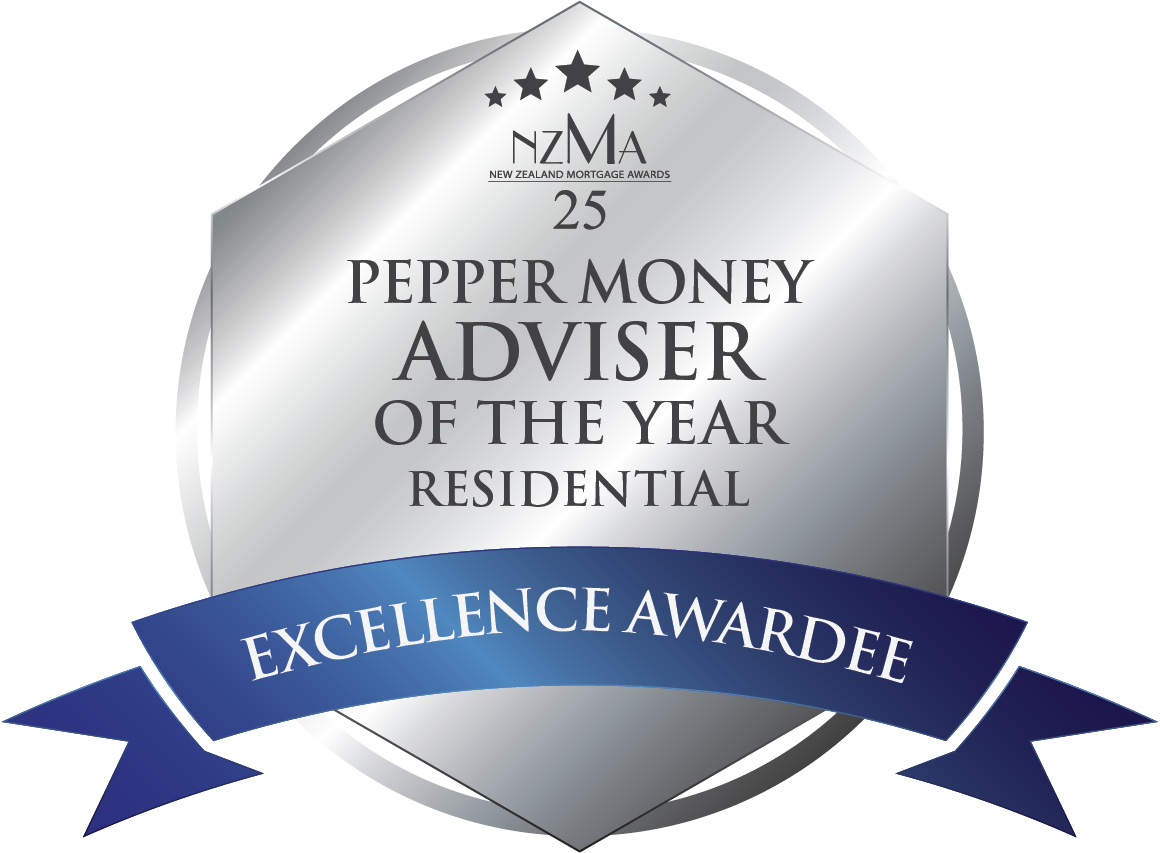 NZMA
NEW ZEALAND MORTGAGE AWARDS
25
PEPPER MONEY
ADVISER
OF THE YEAR
RESIDENTIAL
EXCELLENCE AWARDEE